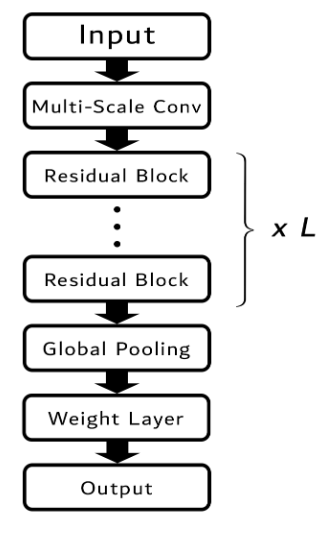 Input
Multi-Scale Conv
Residual Block
x L
Residual Block
Global Pooling
Weight Layer
Output